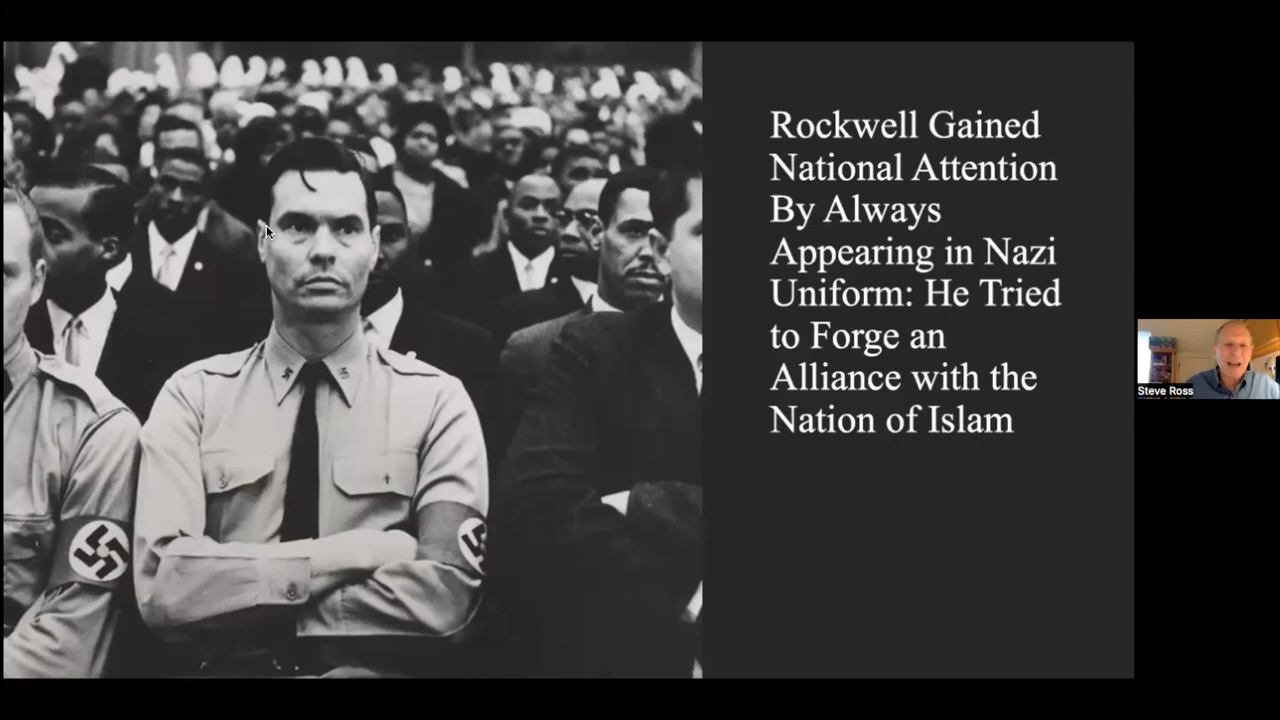 Rockwell Gained
National Attention
By Always
Appearing in Nazi
Uniform: He Tried
to Forge an
Alliance with the
Nation of Islam
Steve Ross